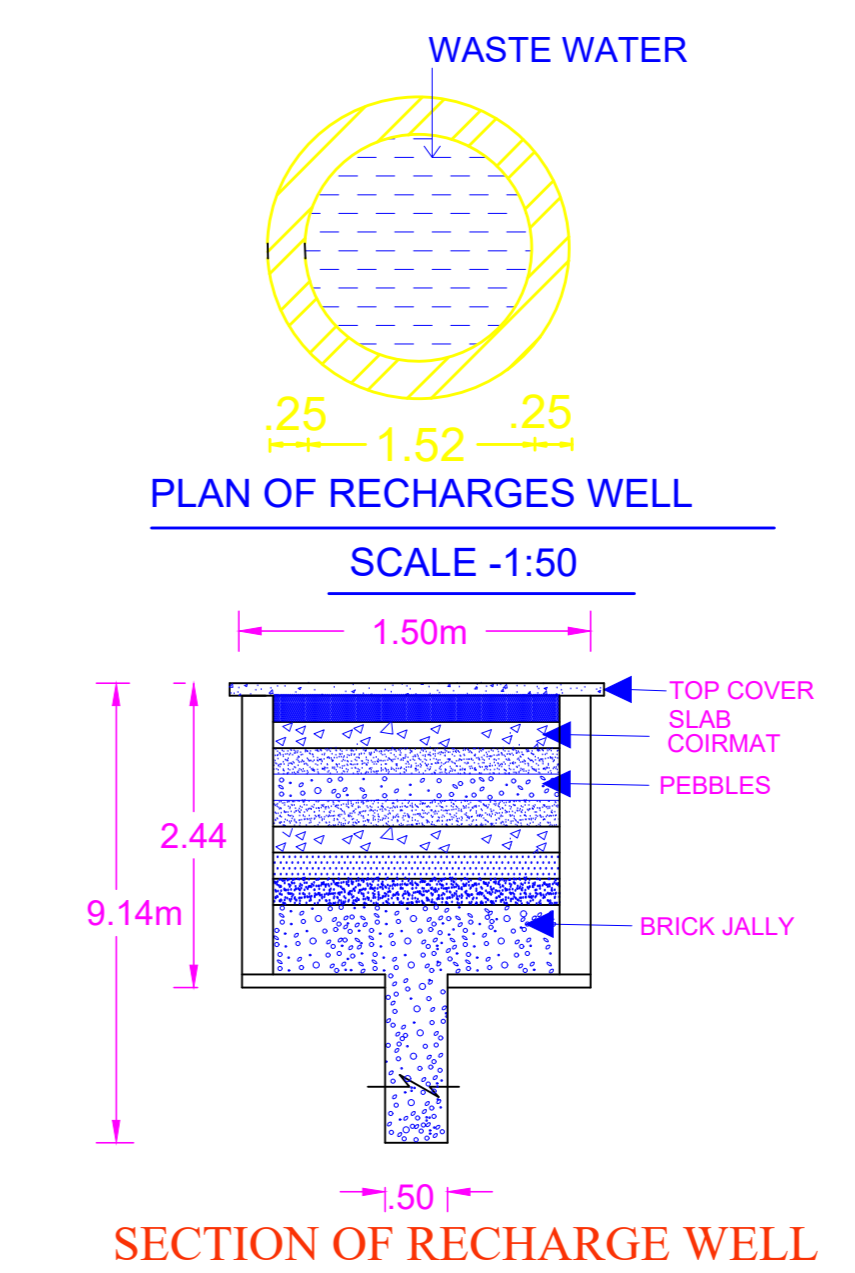 WASTE WATER
.25
1.52
.25
PLAN OF RECHARGES WELL
SCALE -1:50
1.50m
TOP COVER
SLAB
COIRMAT
PEBBLES
2.44
9.14m
BRICK JALLY
.50
SECTION OF RECHARGE WELL